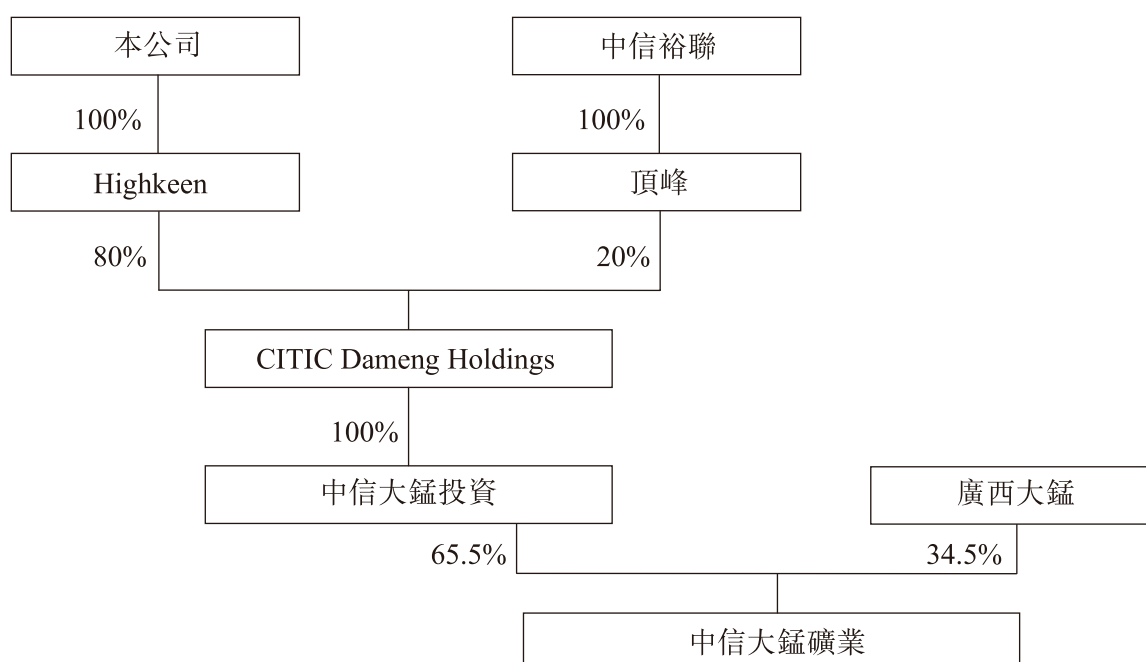 本公司
中信裕聯
100%
100%
Highkeen
頂峰
80%
20%
CITIC Dameng Holdings
100%
中信大錳投資
廣西大錳
65.5%
34.5%
中信大錳礦業